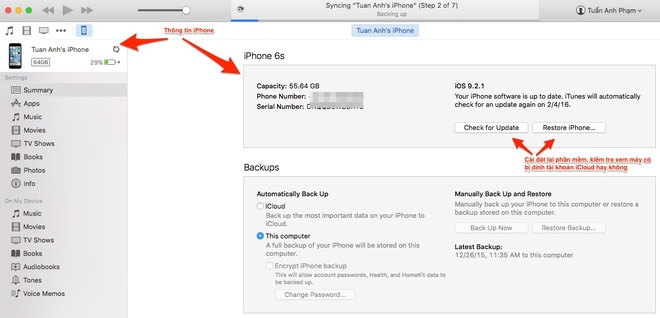 Syncing "Tuan Anh's iPhone" (Step 2 of 7)
Backing up
Tuấn Anh Phạm
Thông tin iPhone
Tuan Anh's iPhone
Tuan Anh's iPhone
64GB
29%
Settings
Summary
Apps
Music
Movies
TV Shows
Books
Photos
Info
On My Device
Music
Movies
TV Shows
Books
Audiobooks
Tones
Voice Memos
iPhone 6s
Capacity: 55.64 GB
Phone Number:
Serial Number:
iOS 9.2.1
Your iPhone software is up to date. iTunes will automatically
check for an update again on 2/4/16.
Check for Update
Restore iPhone...
Cài đặt lại phần mềm, kiểm tra xem máy có
bị dính tài khoản iCloud hay không
Backups
Automatically Back Up
iCloud
Back up the most important data on your iPhone to
iCloud.
This computer
A full backup of your iPhone will be stored on this
computer.
Encrypt iPhone backup
This will allow account passwords, Health, and HomeKit data to
be backed up.
Change Password...
Manually Back Up and Restore
Manually back up your iPhone to this computer or restore a
backup stored on this computer.
Back Up Now
Restore Backup...
Latest Backup:
12/26/15, 11:35 AM to this computer